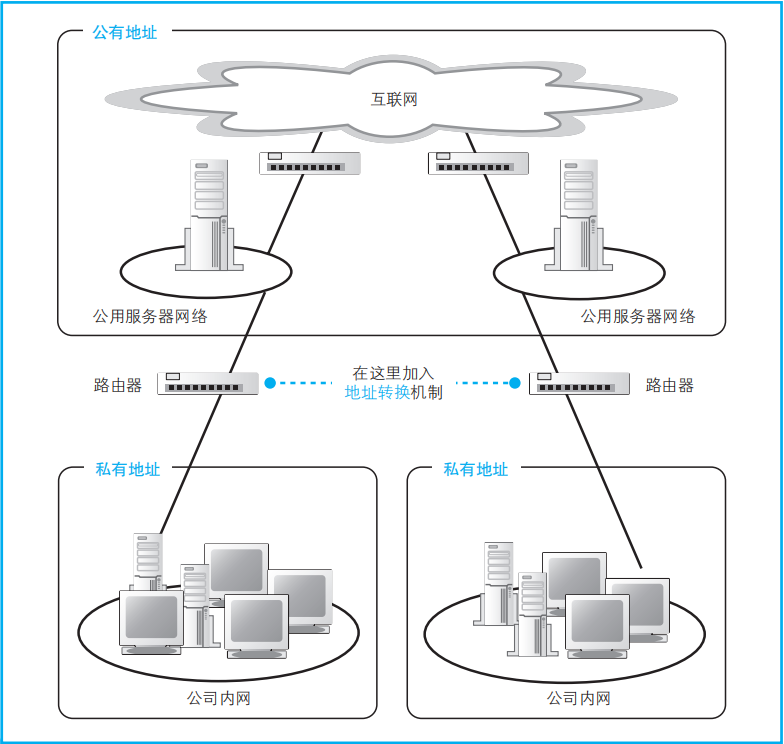 公有地址
互联网
公用服务器网络
公用服务器网络
路由器
在这里加入
地址转换机制
路由器
私有地址
私有地址
公司内网
公司内网